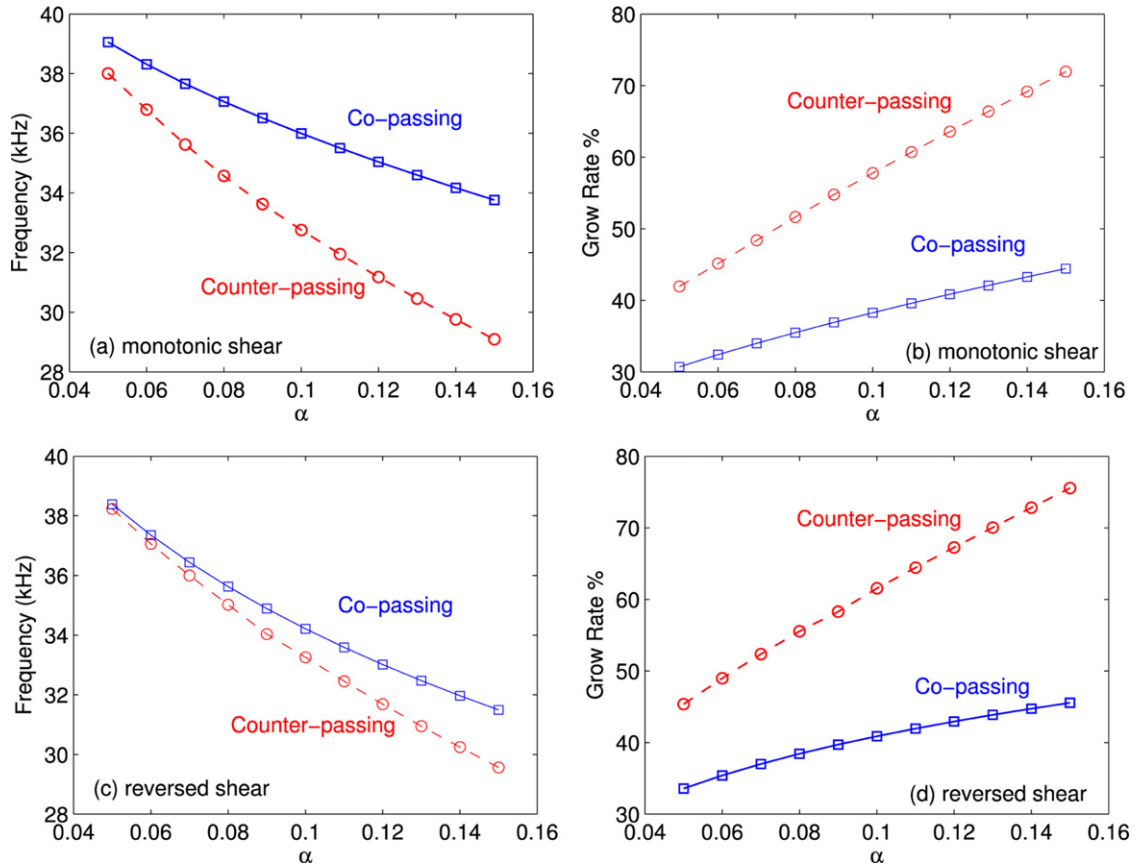 40
38
36
34
32
30
28
Frequency (kHz)
Co-passing
Counter-passing
(a) monotonic shear
0.04 0.06 0.08 0.1 0.12 0.14 0.16
α
80
70
60
50
40
30
Grow Rate %
Counter-passing
Co-passing
(b) monotonic shear
0.04 0.06 0.08 0.1 0.12 0.14 0.16
α
40
38
36
34
32
30
28
Frequency (kHz)
Co-passing
Counter-passing
(c) reversed shear
0.04 0.06 0.08 0.1 0.12 0.14 0.16
α
80
70
60
50
40
30
Grow Rate %
Counter-passing
Co-passing
(d) reversed shear
0.04 0.06 0.08 0.1 0.12 0.14 0.16
α